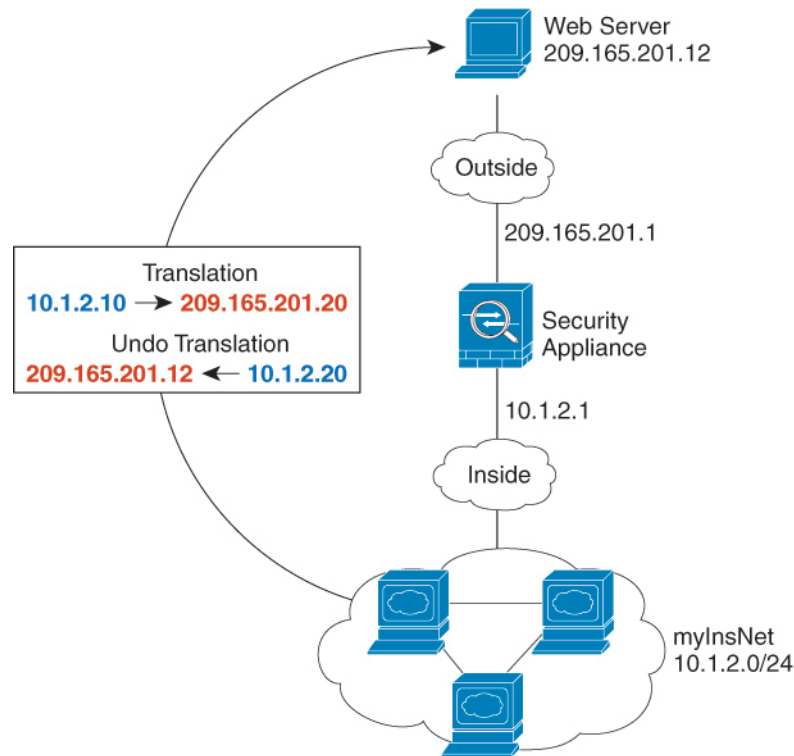 Web Server
209.165.201.12
Outside
209.165.201.1
Translation
10.1.2.10 → 209.165.201.20
Undo Translation
209.165.201.12 ← 10.1.2.20
Security
Appliance
10.1.2.1
Inside
myInsNet
10.1.2.0/24